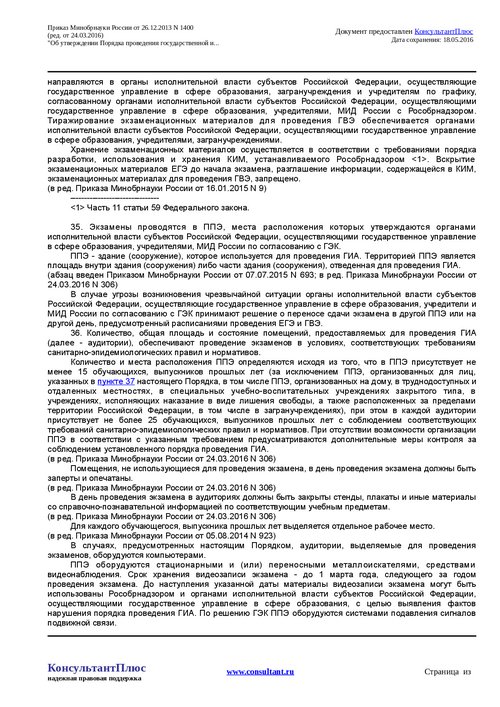 Приказ Минобрнауки России от 26.12.2013 N 1400
(ред. от 24.03.2016)
"Об утверждении Порядка проведения государственной и...
Документ предоставлен КонсультантПлюс
Дата сохранения: 18.05.2016
направляются в органы исполнительной власти субъектов Российской Федерации, осуществляющие
государственное управление в сфере образования, загранучреждения и учредителям по графику,
согласованному органами исполнительной власти субъектов Российской Федерации, осуществляющими
государственное управление в сфере образования, учредителями, МИД России с Рособрнадзором.
Тиражирование экзаменационных материалов для проведения ГВЭ обеспечивается органами
исполнительной власти субъектов Российской Федерации, осуществляющими государственное управление
в сфере образования, учредителями, загранучреждениями.
Хранение экзаменационных материалов осуществляется в соответствии с требованиями порядка
разработки, использования и хранения КИМ, устанавливаемого Рособрнадзором <1>. Вскрытие
экзаменационных материалов ЕГЭ до начала экзамена, разглашение информации, содержащейся в КИМ,
экзаменационных материалах для проведения ГВЭ, запрещено.
(в ред. Приказа Минобрнауки России от 16.01.2015 N 9)
--------------------------------
<1> Часть 11 статьи 59 Федерального закона.
35. Экзамены проводятся в ППЭ, места расположения которых утверждаются органами
исполнительной власти субъектов Российской Федерации, осуществляющими государственное управление
в сфере образования, учредителями, МИД России по согласованию с ГЭК.
ППЭ - здание (сооружение), которое используется для проведения ГИА. Территорией ППЭ является
площадь внутри здания (сооружения) либо части здания (сооружения), отведенная для проведения ГИА.
(абзац введен Приказом Минобрнауки России от 07.07.2015 N 693; в ред. Приказа Минобрнауки России от
24.03.2016 N 306)
В случае угрозы возникновения чрезвычайной ситуации органы исполнительной власти субъектов
Российской Федерации, осуществляющие государственное управление в сфере образования, учредители и
МИД России по согласованию с ГЭК принимают решение о переносе сдачи экзамена в другой ППЭ или на
другой день, предусмотренный расписаниями проведения ЕГЭ и ГВЭ.
36. Количество, общая площадь и состояние помещений, предоставляемых для проведения ГИА
(далее - аудитории), обеспечивают проведение экзаменов в условиях, соответствующих требованиям
санитарно-эпидемиологических правил и нормативов.
Количество и места расположения ППЭ определяются исходя из того, что в ППЭ присутствует не
менее 15 обучающихся, выпускников прошлых лет (за исключением ППЭ, организованных для лиц,
указанных в пункте 37 настоящего Порядка, в том числе ППЭ, организованных на дому, в труднодоступных и
отдаленных местностях, в специальных учебно-воспитательных учреждениях закрытого типа, в
учреждениях, исполняющих наказание в виде лишения свободы, а также расположенных за пределами
территории Российской Федерации, в том числе в загранучреждениях), при этом в каждой аудитории
присутствует не более 25 обучающихся, выпускников прошлых лет с соблюдением соответствующих
требований санитарно-эпидемиологических правил и нормативов. При отсутствии возможности организации
ППЭ в соответствии с указанным требованием предусматриваются дополнительные меры контроля за
соблюдением установленного порядка проведения ГИА.
(в ред. Приказа Минобрнауки России от 24.03.2016 N 306)
Помещения, не использующиеся для проведения экзамена, в день проведения экзамена должны быть
заперты и опечатаны.
(в ред. Приказа Минобрнауки России от 24.03.2016 N 306)
В день проведения экзамена в аудиториях должны быть закрыты стенды, плакаты и иные материалы
со справочно-познавательной информацией по соответствующим учебным предметам.
(в ред. Приказа Минобрнауки России от 24.03.2016 N 306)
Для каждого обучающегося, выпускника прошлых лет выделяется отдельное рабочее место.
(в ред. Приказа Минобрнауки России от 05.08.2014 N 923)
В случаях, предусмотренных настоящим Порядком, аудитории, выделяемые для проведения
экзаменов, оборудуются компьютерами.
ППЭ оборудуются стационарными и (или) переносными металлоискателями, средствами
видеонаблюдения. Срок хранения видеозаписи экзамена - до 1 марта года, следующего за годом
проведения экзамена. До наступления указанной даты материалы видеозаписи экзамена могут быть
использованы Рособрнадзором и органами исполнительной власти субъектов Российской Федерации,
осуществляющими государственное управление в сфере образования, с целью выявления фактов
нарушения порядка проведения ГИА. По решению ГЭК ППЭ оборудуются системами подавления сигналов
подвижной связи.
КонсультантПлюс
надежная правовая поддержка
www.consultant.ru
Страница из